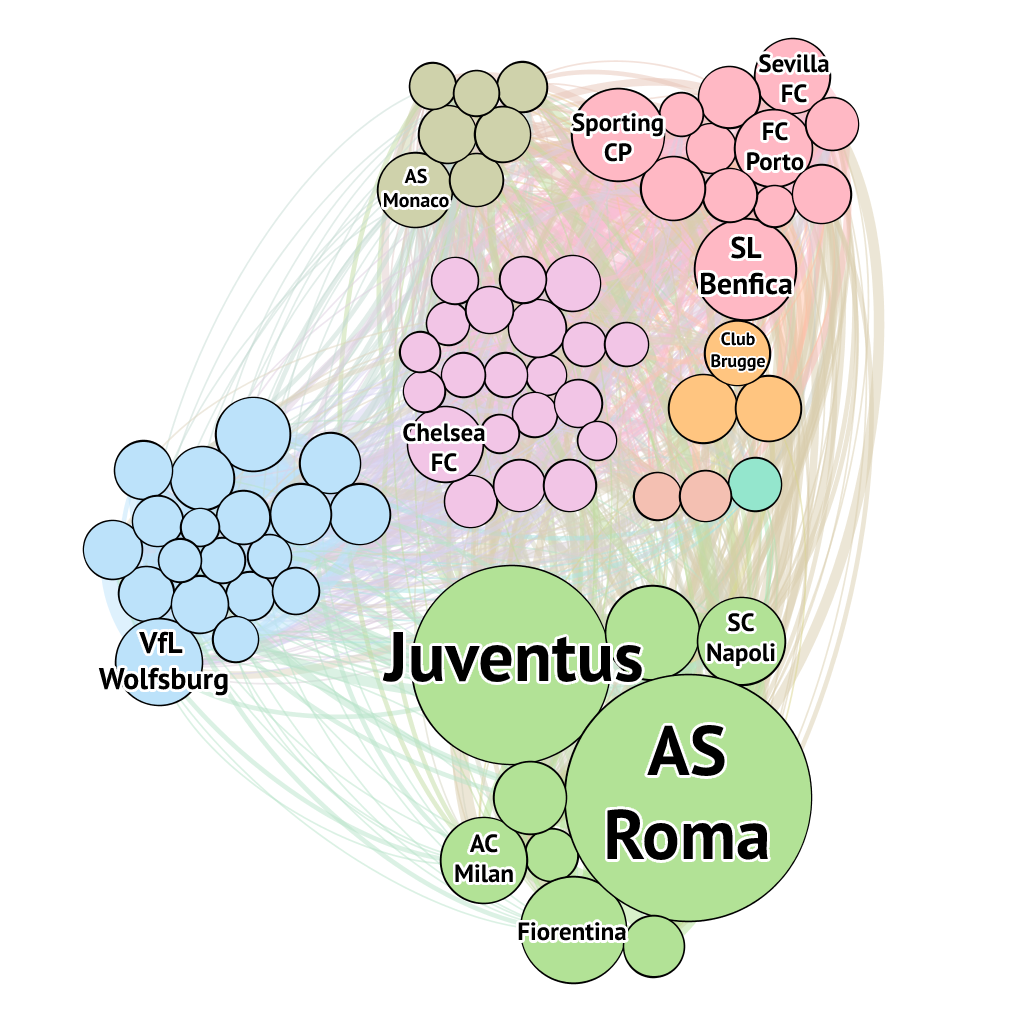 Sevilla
FC
Sporting
CP
FC
Porto
AS
Monaco
SL
Benfica
Club
Brugge
Chelsea
FC
VfL
Wolfsburg
Juventus
SC
Napoli
AS
Roma
AC
Milan
Fiorentina